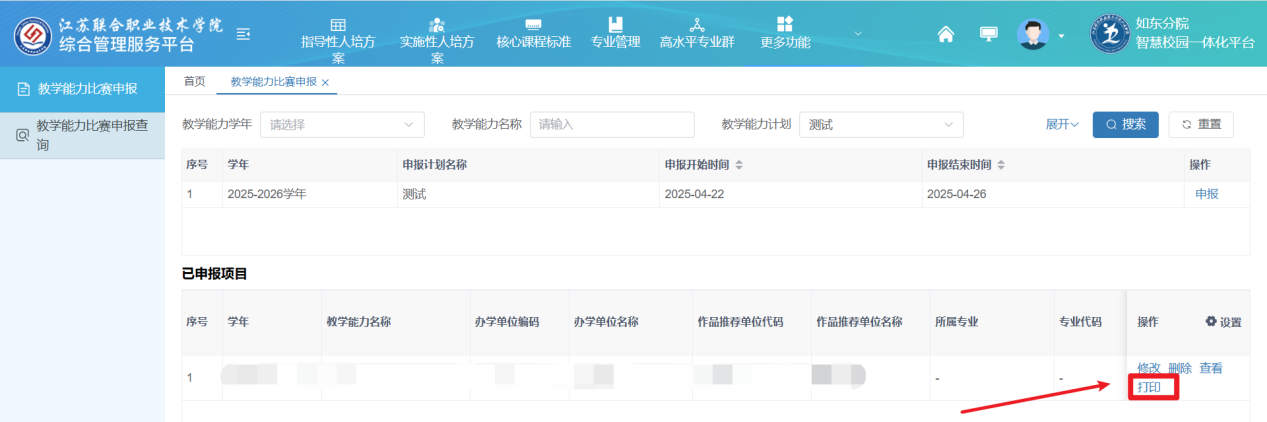 江苏联合职业技术学院
综合管理服务平台
指导性人培方
案
实施性人培方
案
核心课程标准
专业管理
高水平专业群
更多功能
如东分院
智慧校园一体化平台
教学能力比赛申报
教学能力比赛申报查
询
首页 教学能力比赛申报 ×
教学能力学年 请选择 教学能力名称 请输入 教学能力计划 测试 展开 搜索 重置
序号 学年 申报计划名称 申报开始时间 申报结束时间 操作
1 2025-2026学年 测试 2025-04-22 2025-04-26 申报
已申报项目
序号 学年 教学能力名称 办学单位编码 办学单位名称 作品推荐单位代码 作品推荐单位名称 所属专业 专业代码 操作 设置
1 - - 修改 删除 查看
打印